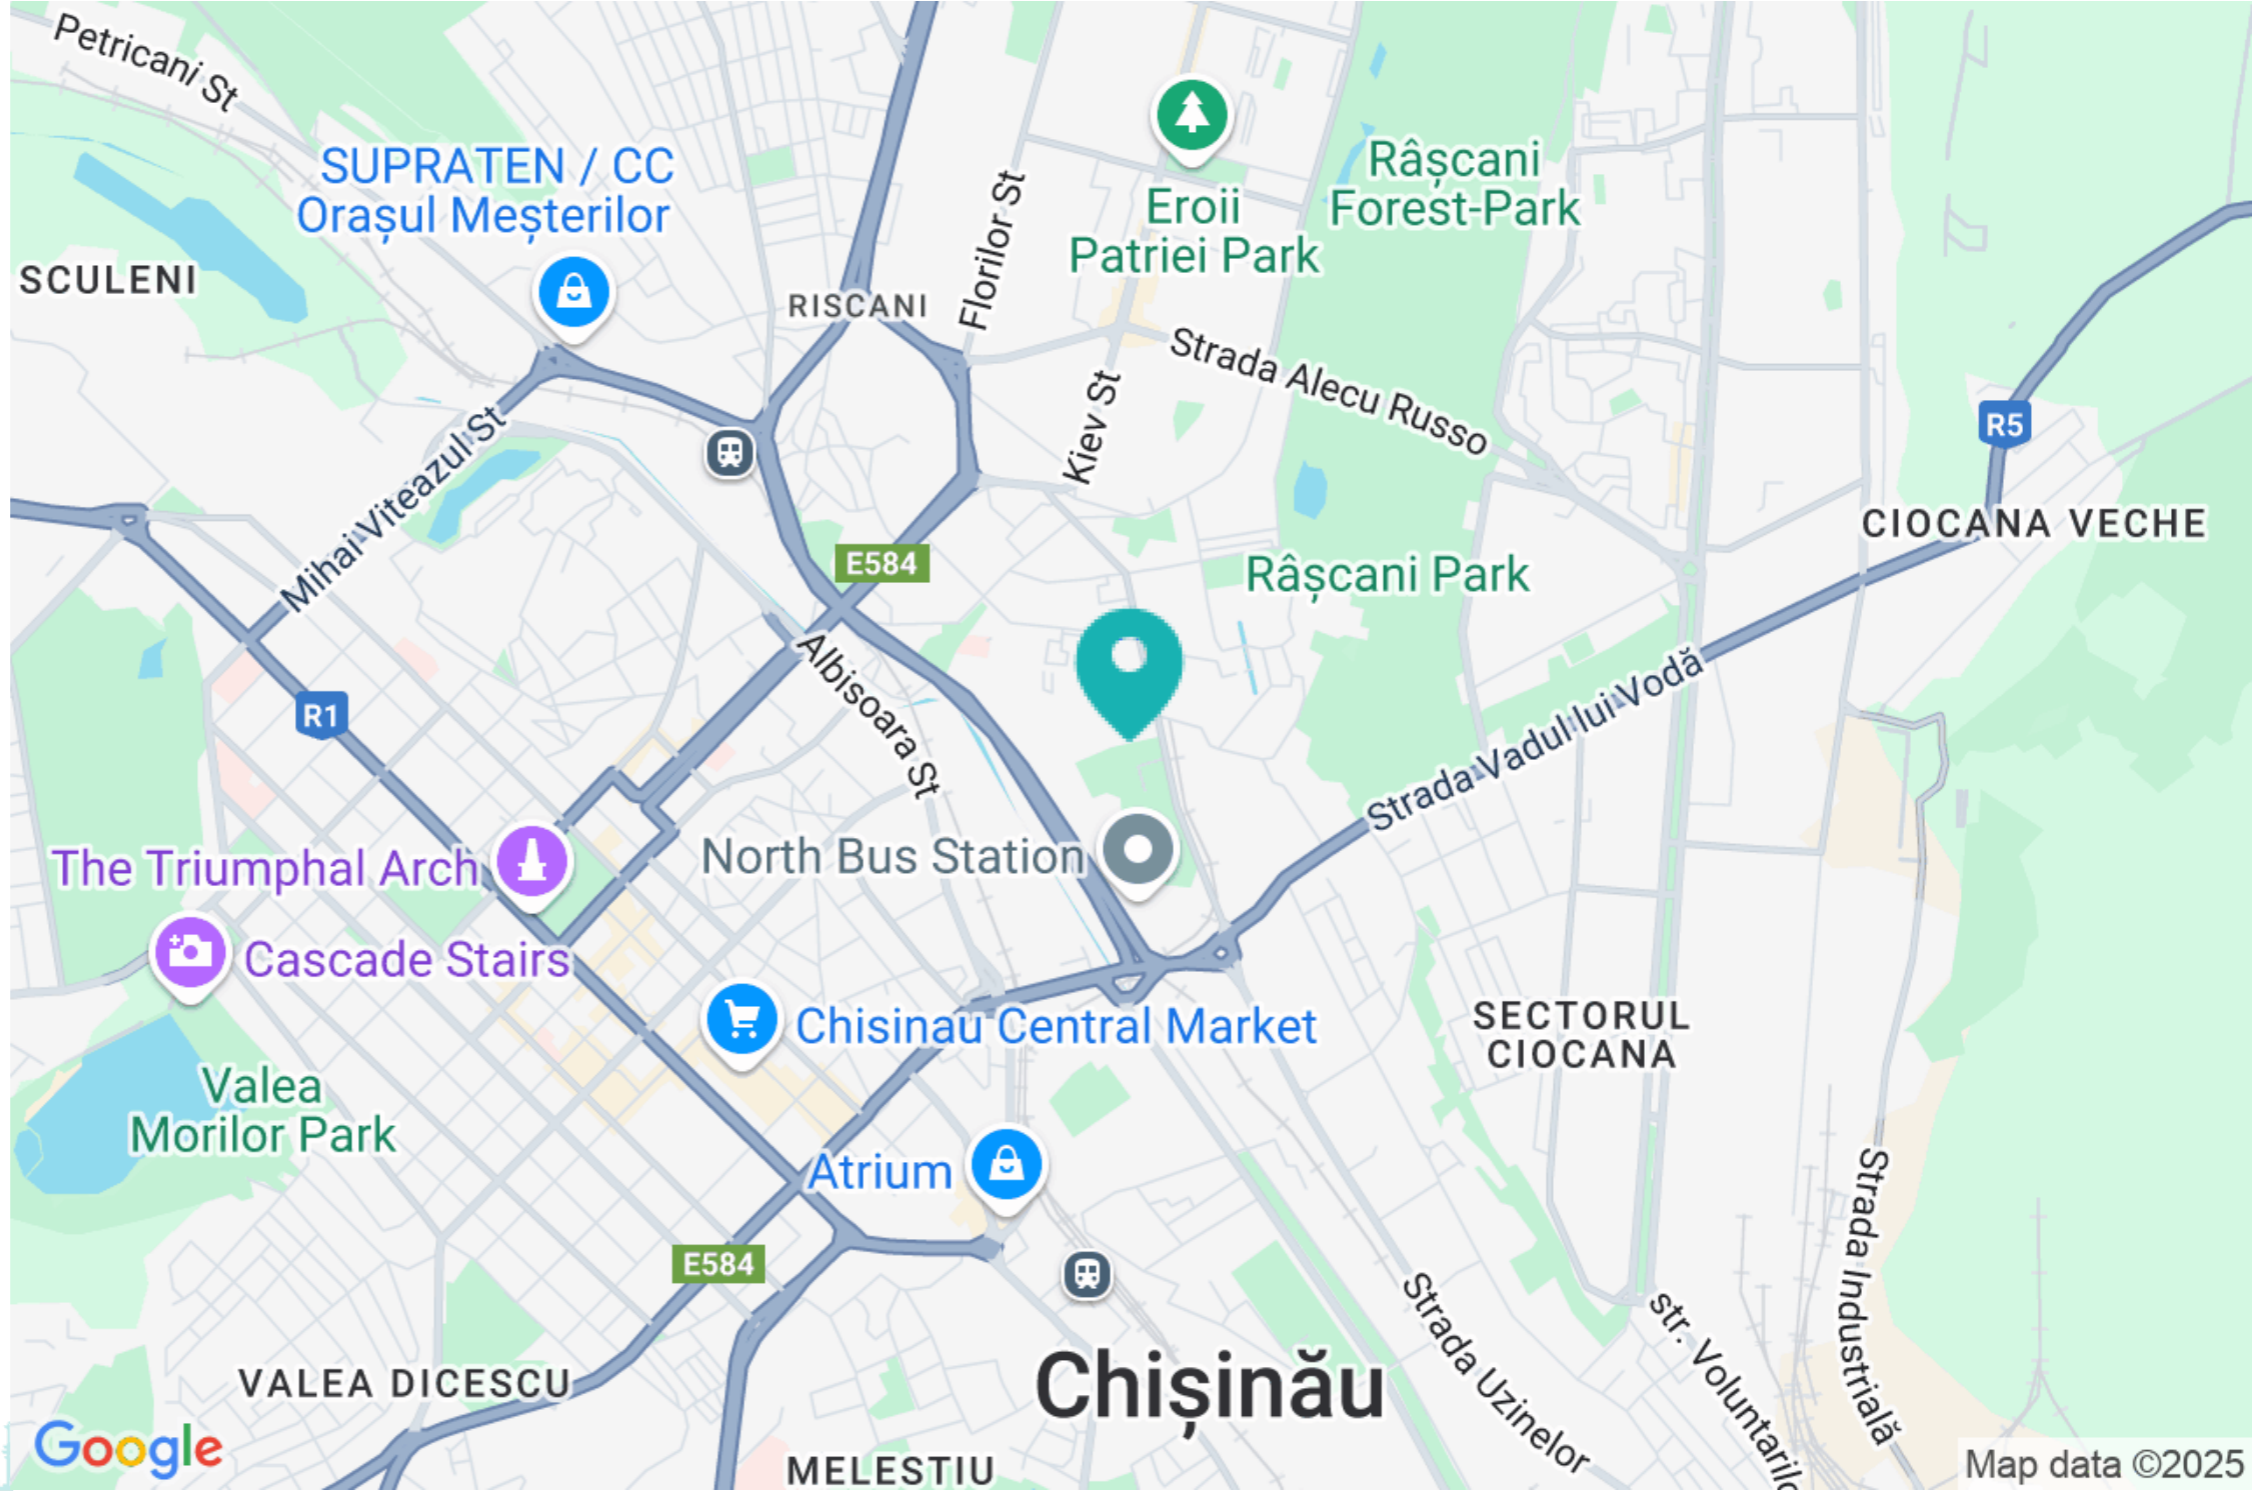 Petricani St
SUPRATEN / CC
Orașul Meșterilor
SCULENI
RISCANI
Florilor St
Eroii
Patriei Park
Râșcani
Forest-Park
Strada Alecu Russo
Kiev St
Mihai Viteazul St
R5
CIOCANA VECHE
E584
Râșcani Park
Albisoara St
R1
Strada Vadul lui Vodă
The Triumphal Arch
North Bus Station
Cascade Stairs
Chisinau Central Market
SECTORUL
CIOCANA
Valea
Morilor Park
Atrium
E584
Strada Industrială
Strada Uzinelor
str. Voluntarilo
VALEA DICESCU
Chișinău
MELESTIU
Google
Map data ©2025